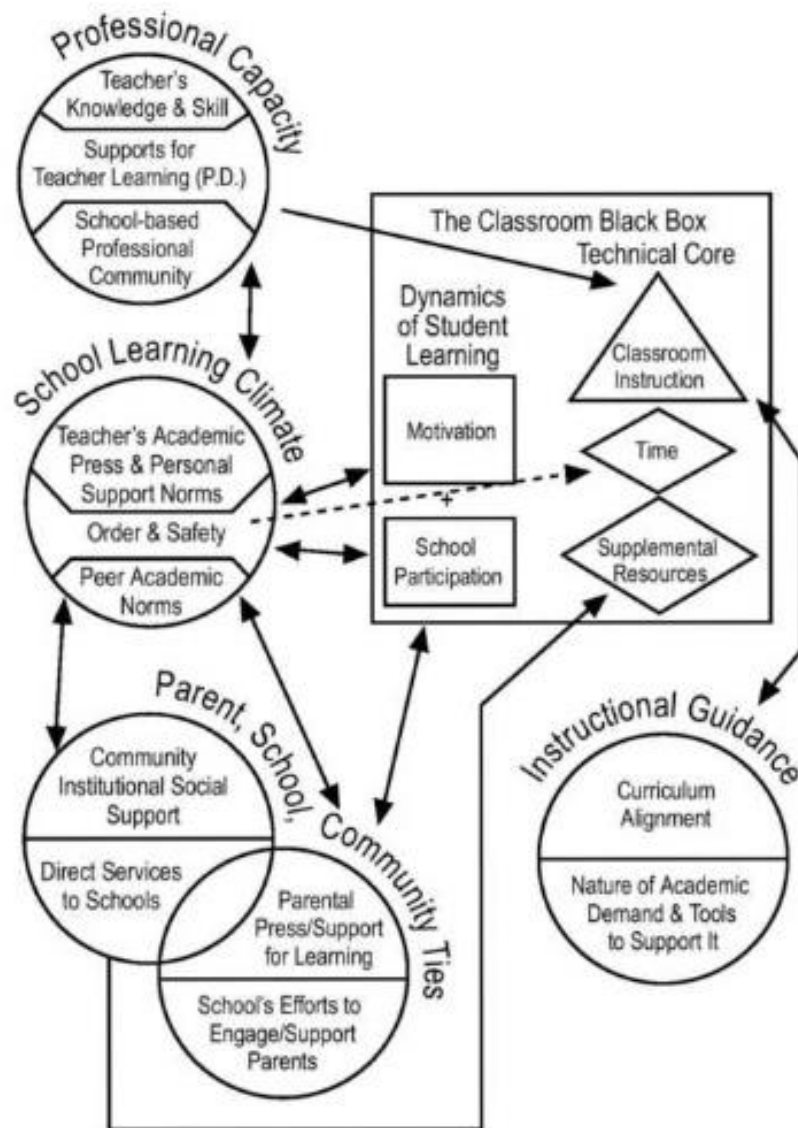 Professional Capacity
Teacher's
Knowledge & Skill
Supports for
Teacher Learning (P.D.)
School-based
Professional
Community
The Classroom Black Box
Technical Core
Dynamics
of Student
Learning
Classroom
Instruction
Motivation
Time
+
School
Participation
Supplemental
Resources
School Learning Climate
Teacher's Academic
Press & Personal
Support Norms
Order & Safety
Peer Academic
Norms
Parent, School, Community Ties
Community
Institutional Social
Support
Direct Services
to Schools
Parental
Press/Support
for Learning
School's Efforts to
Engage/Support
Parents
Instructional Guidance
Curriculum
Alignment
Nature of Academic
Demand & Tools
to Support It